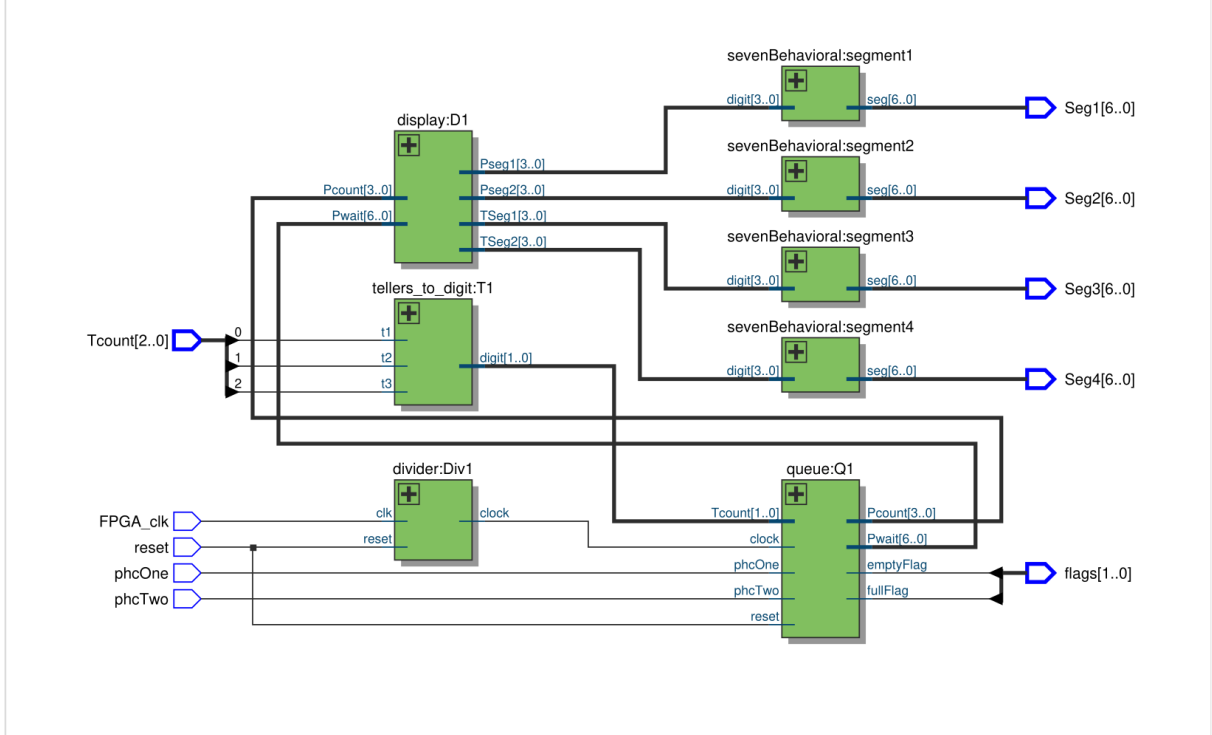 sevenBehavioral:segment1
digit[3..0] seg[6..0]
Seg1[6..0]
display:D1
Pcount[3..0]
Pwait[6..0]
Pseg1[3..0]
Pseg2[3..0]
TSeg1[3..0]
TSeg2[3..0]
sevenBehavioral:segment2
digit[3..0] seg[6..0]
Seg2[6..0]
sevenBehavioral:segment3
digit[3..0] seg[6..0]
Seg3[6..0]
tellers_to_digit:T1
Tcount[2..0]
0 t1
1 t2
2 t3
digit[1..0]
sevenBehavioral:segment4
digit[3..0] seg[6..0]
Seg4[6..0]
divider:Div1
FPGA_clk
reset
phcOne
phcTwo
clk
reset
clock
queue:Q1
Tcount[1..0]
clock
phcOne
phcTwo
reset
Pcount[3..0]
Pwait[6..0]
emptyFlag
fullFlag
flags[1..0]